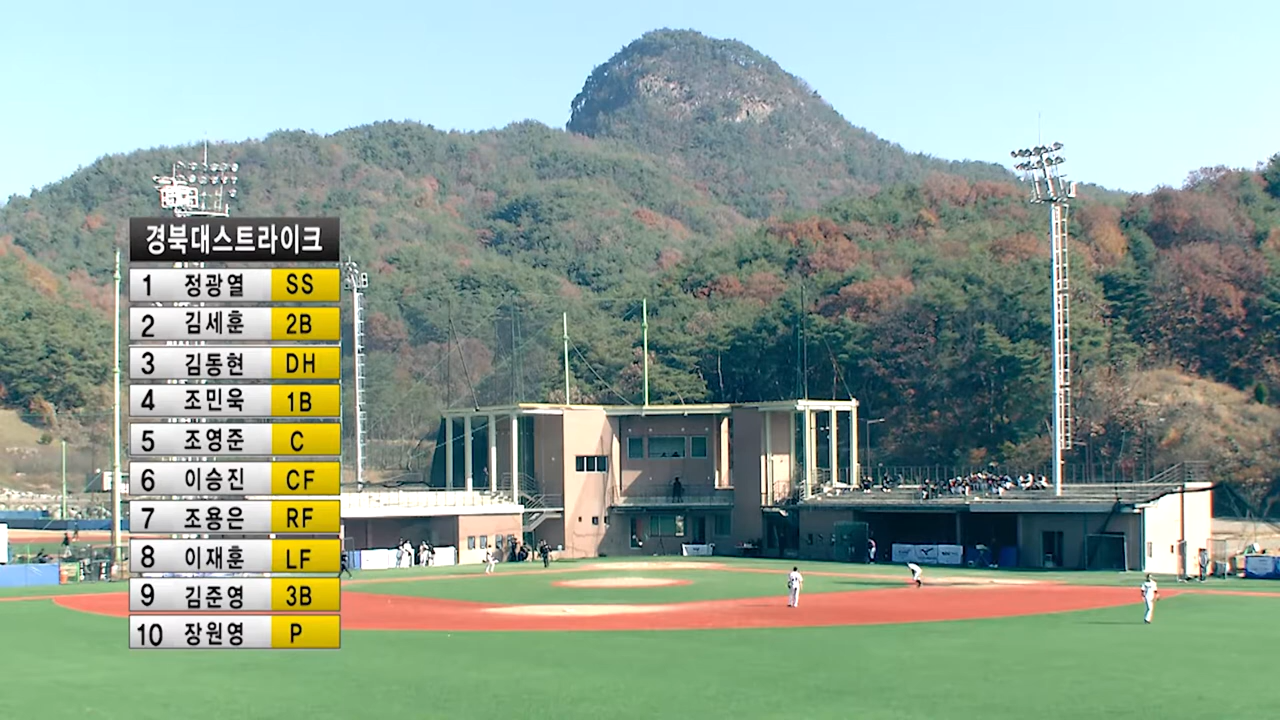 경북대스트라이크
1 정광열 SS
2 김세훈 2B
3 김동현 DH
4 조민욱 1B
5 조영준 C
6 이승진 CF
7 조용은 RF
8 이재훈 LF
9 김준영 3B
10 장원영 P